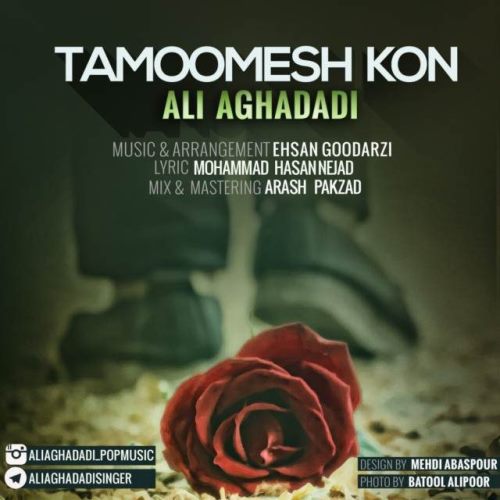 TAMOOMESH KON
ALI AGHADADI
MUSIC & ARRANGEMENT EHSAN GOODARZI
LYRIC MOHAMMAD HASAN NEJAD
MIX & MASTERING ARASH PAKZAD
ALIAGHADADI_POPMUSIC
ALIAGHADADISINGER
DESIGN BY MEHDI ABASPOUR
PHOTO BY BATOOL ALIPOOR